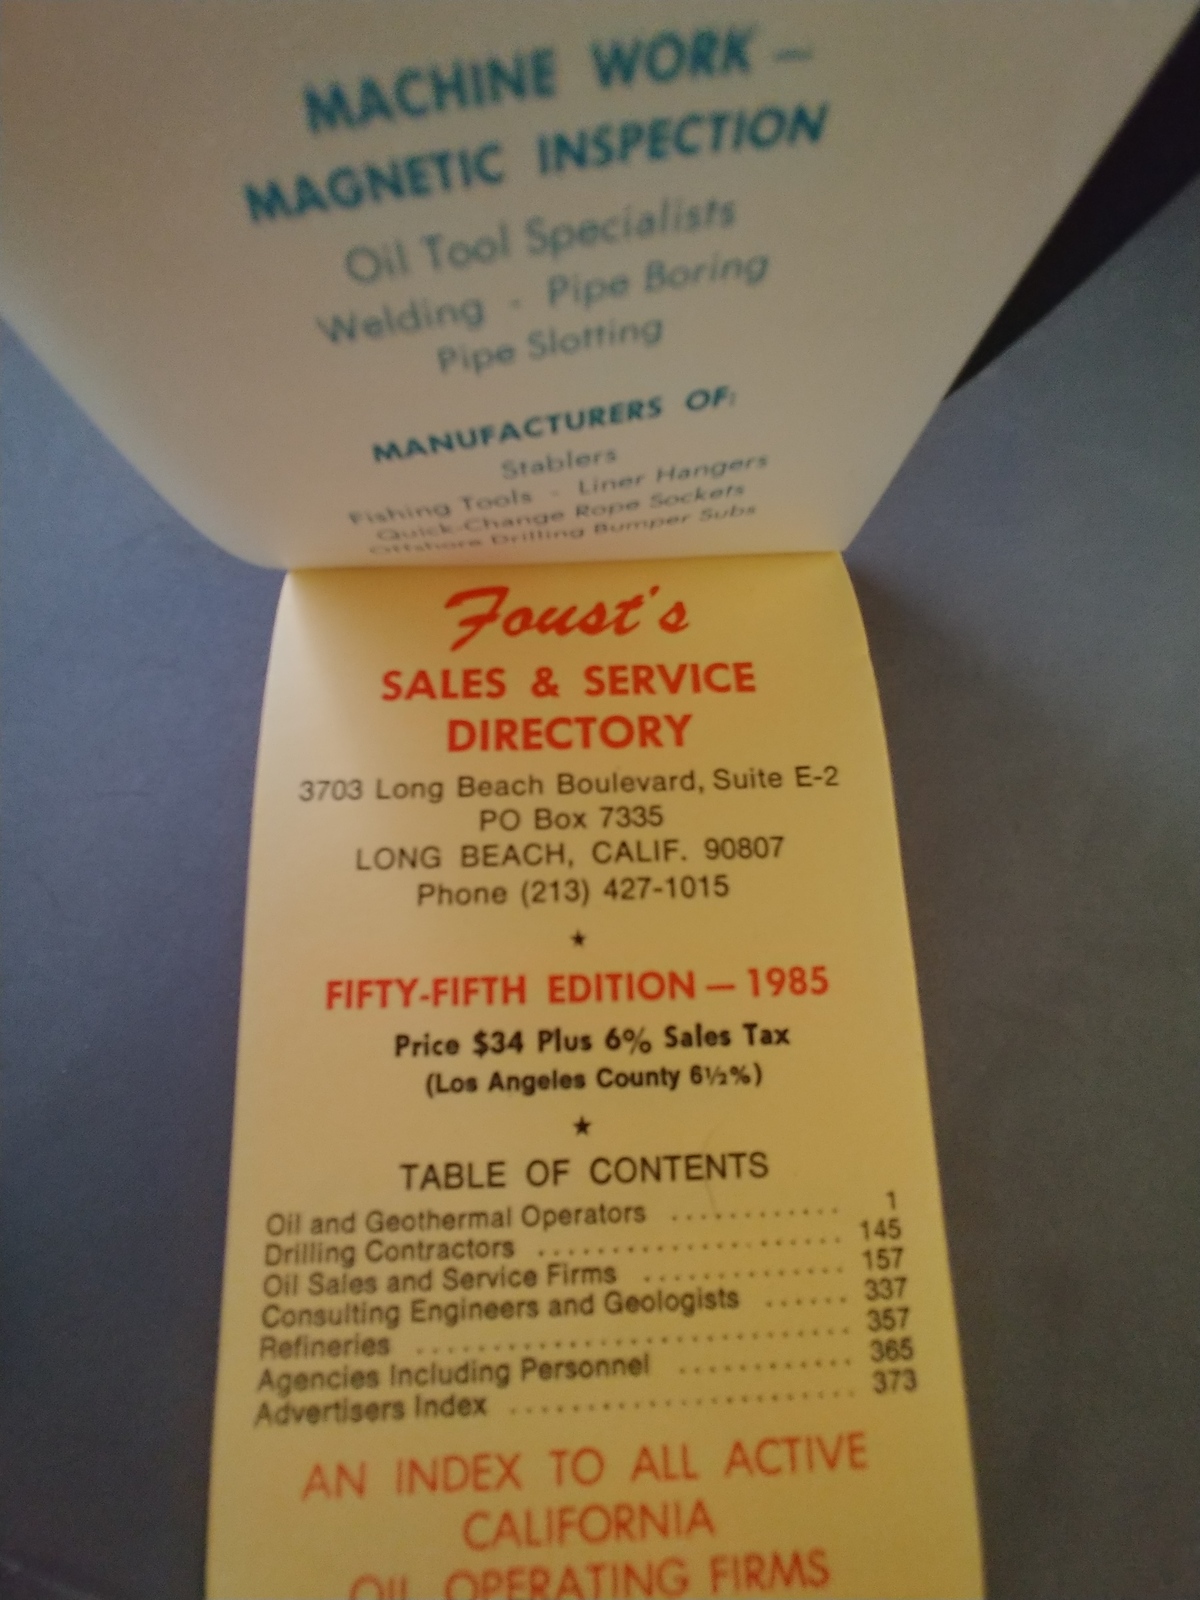 MACHINE WORK —
MAGNETIC INSPECTION
Oil Tool Specialists
Welding - Pipe Boring
Pipe Slotting
MANUFACTURERS OF:
Stablers
Fishing Tools - Liner Hangers
Quick-Change Rope Sockets
Offshore Drilling Bumper Subs
Foust's
SALES & SERVICE
DIRECTORY
3703 Long Beach Boulevard, Suite E-2
PO Box 7335
LONG BEACH, CALIF. 90807
Phone (213) 427-1015
★
FIFTY-FIFTH EDITION — 1985
Price $34 Plus 6% Sales Tax
(Los Angeles County 6½%)
★
TABLE OF CONTENTS
Oil and Geothermal Operators ............ 1
Drilling Contractors ..................... 145
Oil Sales and Service Firms .............. 157
Consulting Engineers and Geologists ...... 337
Refineries .............................. 357
Agencies Including Personnel ............ 365
Advertisers Index ........................ 373
AN INDEX TO ALL ACTIVE
CALIFORNIA
OIL OPERATING FIRMS